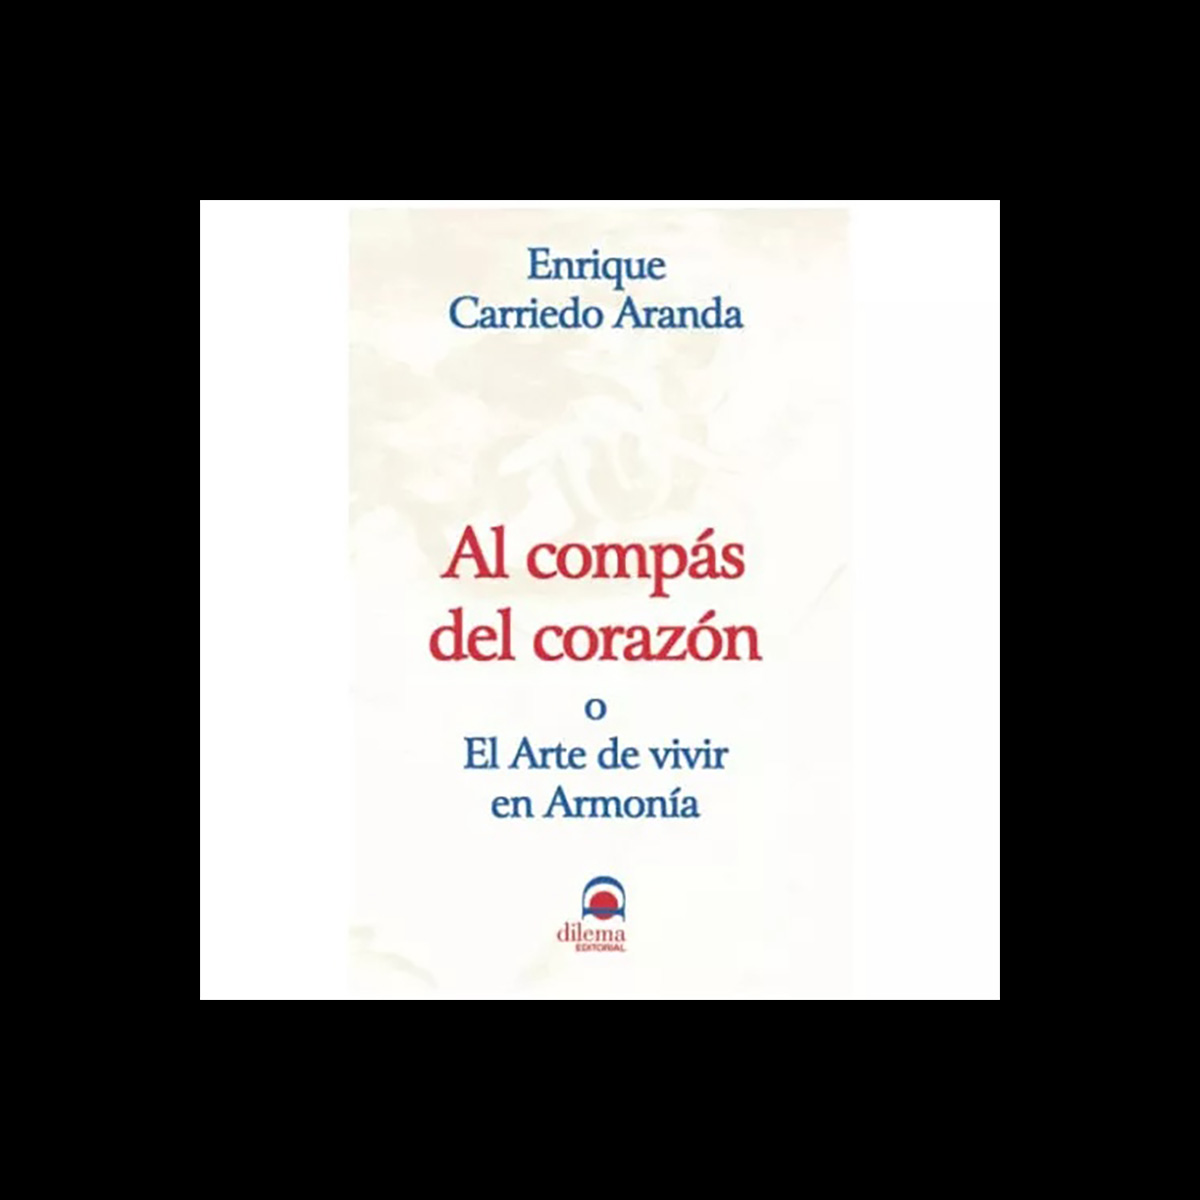 Enrique
Carriedo Aranda
Al compás
del corazón
o
El Arte de vivir
en Armonía
dilema
EDITORIAL